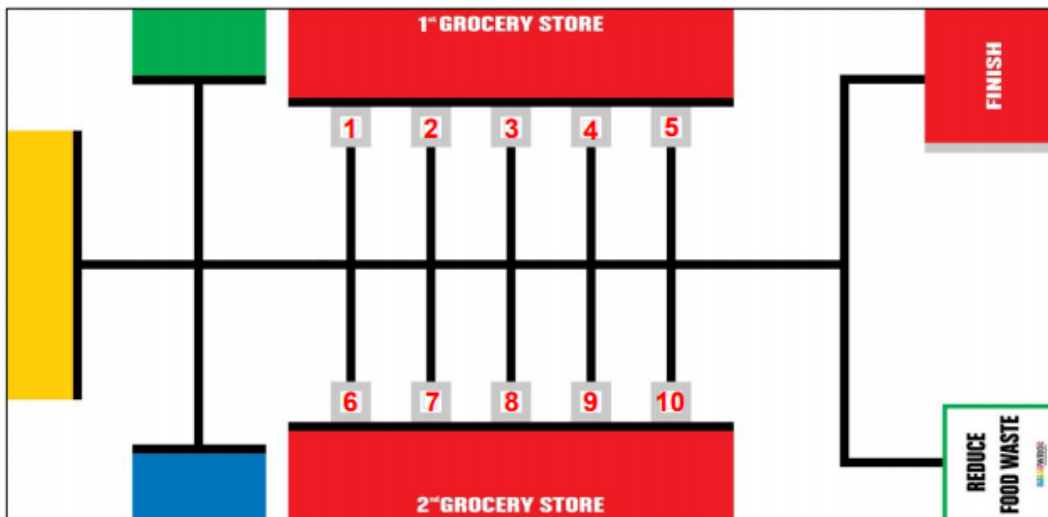 1st GROCERY STORE
1 2 3 4 5
FINISH
6 7 8 9 10
2nd GROCERY STORE
REDUCE
FOOD WASTE